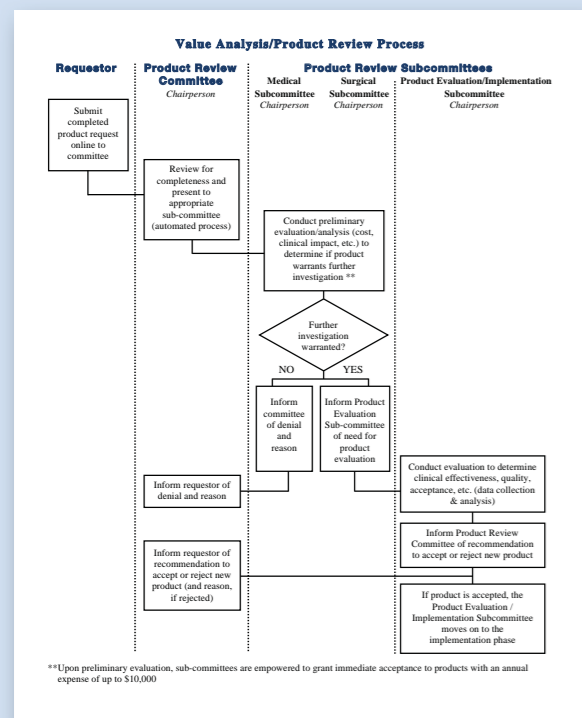 Value Analysis/Product Review Process
Requestor
Product Review
Committee
Chairperson
Product Review Subcommittees
Medical
Subcommittee
Chairperson
Surgical
Subcommittee
Chairperson
Product Evaluation/Implementation
Subcommittee
Chairperson
Submit
completed
product request
online to
committee
Review for
completeness and
present to
appropriate
sub-committee
(automated process)
Conduct preliminary
evaluation/analysis (cost,
clinical impact, etc.) to
determine if product
warrants further
investigation **
Further
investigation
warranted?
NO
YES
Inform
committee
of denial
and
reason
Inform Product
Evaluation
Sub-committee
of need for
product
evaluation
Inform requestor of
denial and reason
Conduct evaluation to determine
clinical effectiveness, quality,
acceptance, etc. (data collection
& analysis)
Inform Product Review
Committee of recommendation
to accept or reject new product
Inform requestor of
recommendation to
accept or reject new
product (and reason,
if rejected)
If product is accepted, the
Product Evaluation /
Implementation Subcommittee
moves on to the
implementation phase
**Upon preliminary evaluation, sub-committees are empowered to grant immediate acceptance to products with an annual
expense of up to $10,000